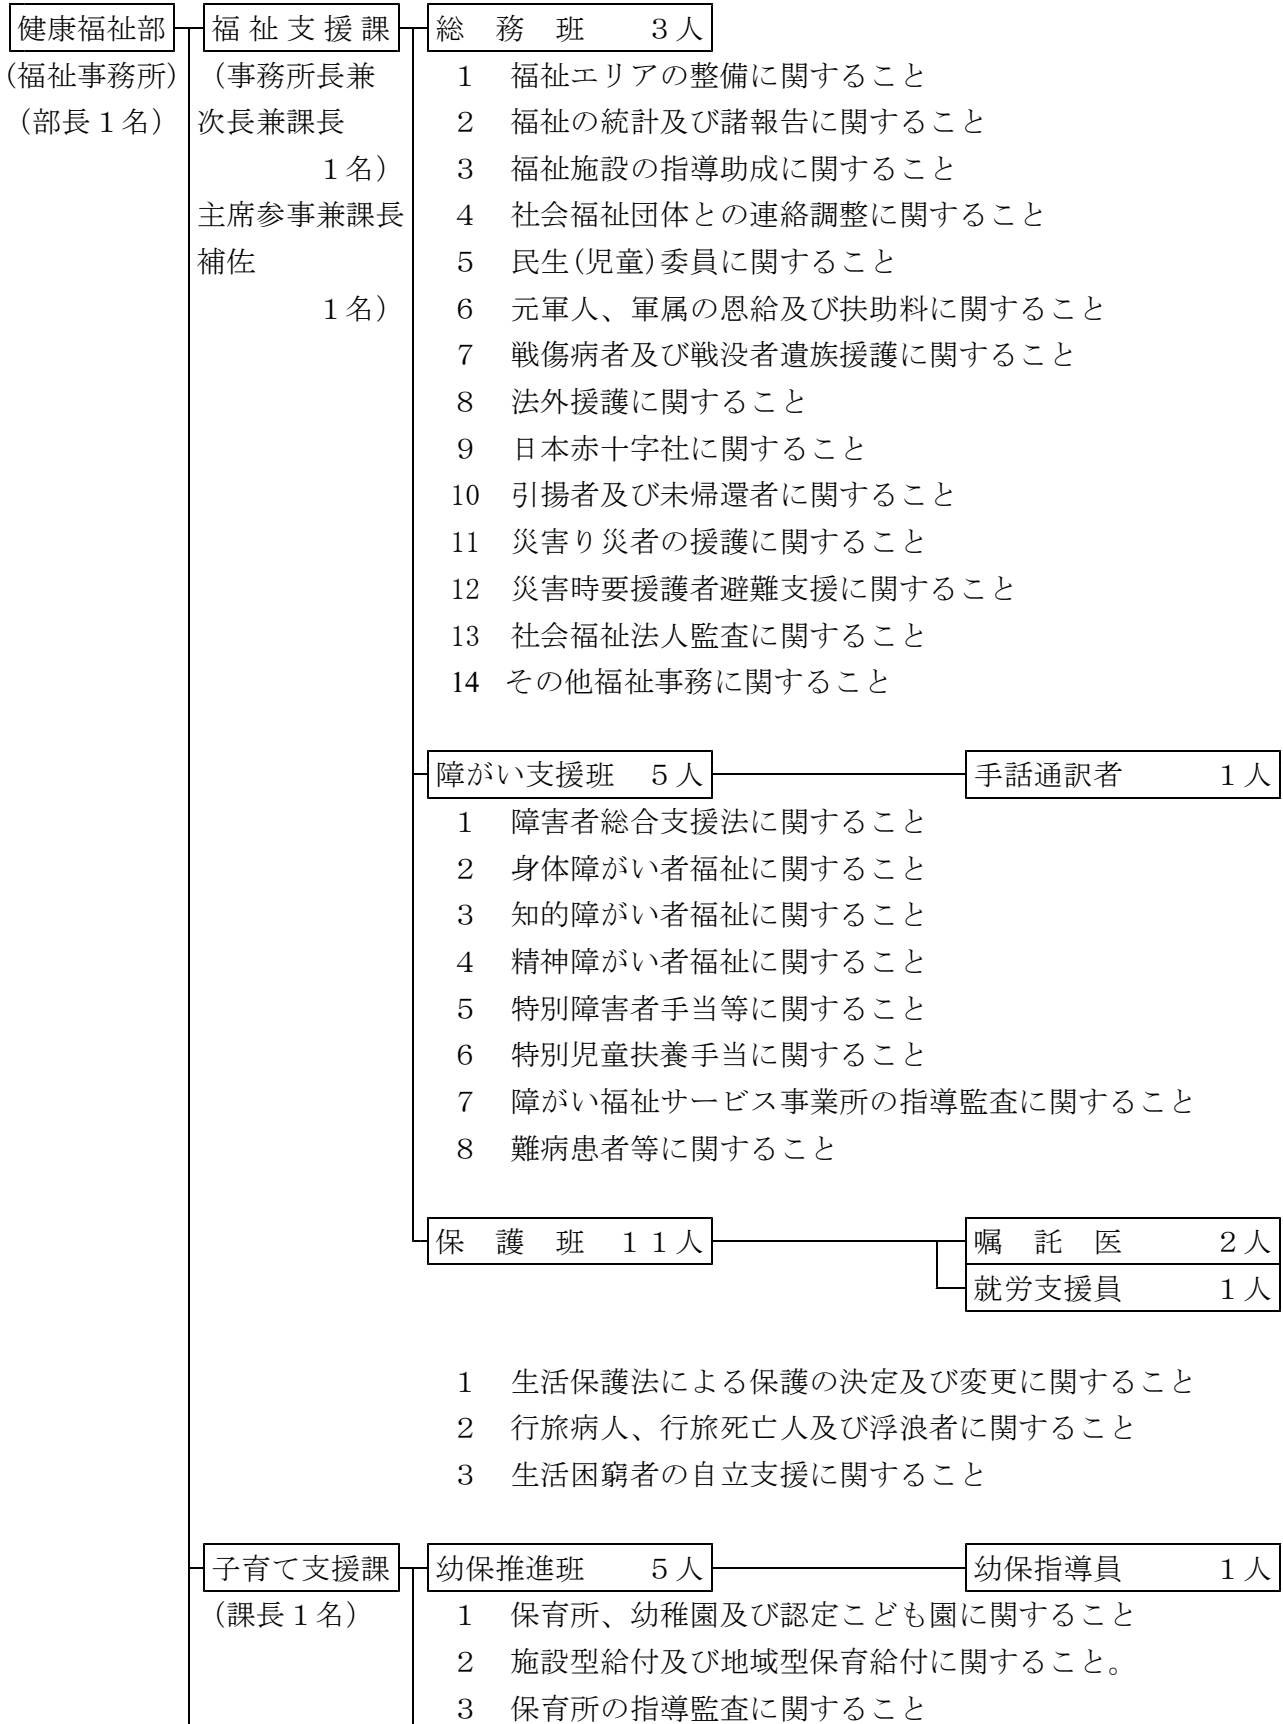 健康福祉部 福祉支援課 総務班 3人
(福祉事務所) (事務所長兼 1 福祉エリアの整備に関すること
(部長1名) 次長兼課長 2 福祉の統計及び諸報告に関すること
1名) 3 福祉施設の指導助成に関すること
主席参事兼課長 4 社会福祉団体との連絡調整に関すること
補佐 5 民生(児童)委員に関すること
1名) 6 元軍人、軍属の恩給及び扶助料に関すること
7 戦傷病者及び戦没者遺族援護に関すること
8 法外援護に関すること
9 日本赤十字社に関すること
10 引揚者及び未帰還者に関すること
11 災害り災者の援護に関すること
12 災害時要援護者避難支援に関すること
13 社会福祉法人監査に関すること
14 その他福祉事務に関すること
障がい支援班 5人 手話通訳者 1人
1 障害者総合支援法に関すること
2 身体障がい者福祉に関すること
3 知的障がい者福祉に関すること
4 精神障がい者福祉に関すること
5 特別障害者手当等に関すること
6 特別児童扶養手当に関すること
7 障がい福祉サービス事業所の指導監査に関すること
8 難病患者等に関すること
保護班 11人 嘱託医 2人
就労支援員 1人
1 生活保護法による保護の決定及び変更に関すること
2 行旅病人、行旅死亡人及び浮浪者に関すること
3 生活困窮者の自立支援に関すること
子育て支援課 幼保推進班 5人 幼保指導員 1人
(課長1名) 1 保育所、幼稚園及び認定こども園に関すること
2 施設型給付及び地域型保育給付に関すること。
3 保育所の指導監査に関すること